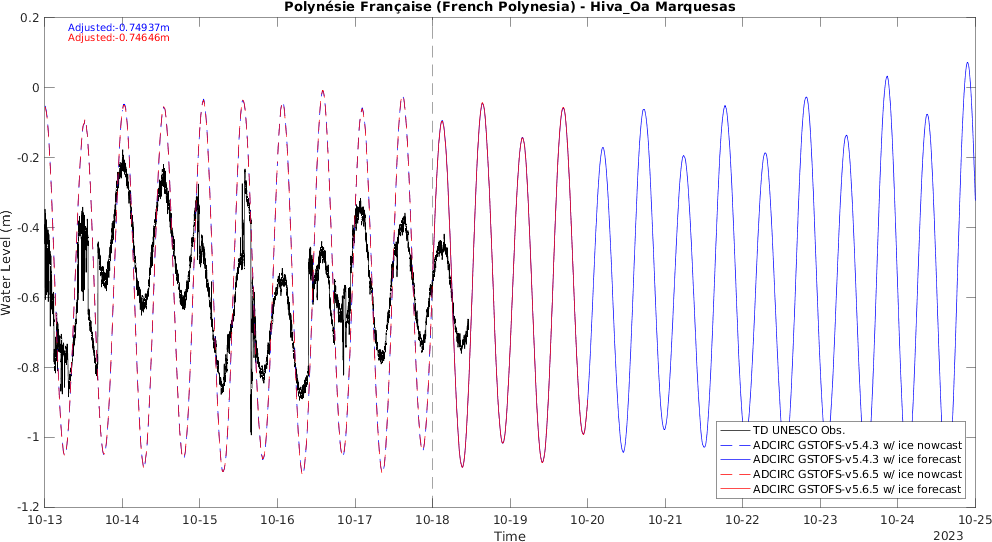 Polynésie Française (French Polynesia) - Hiva_Oa Marquesas
Adjusted:-0.74937m
Adjusted:-0.74646m
Water Level (m)
0.2
0
-0.2
-0.4
-0.6
-0.8
-1
-1.2
TD UNESCO Obs.
ADCIRC GSTOFS-v5.4.3 w/ ice nowcast
ADCIRC GSTOFS-v5.4.3 w/ ice forecast
ADCIRC GSTOFS-v5.6.5 w/ ice nowcast
ADCIRC GSTOFS-v5.6.5 w/ ice forecast
10-13 10-14 10-15 10-16 10-17 10-18 10-19 10-20 10-21 10-22 10-23 10-24 10-25
Time
2023